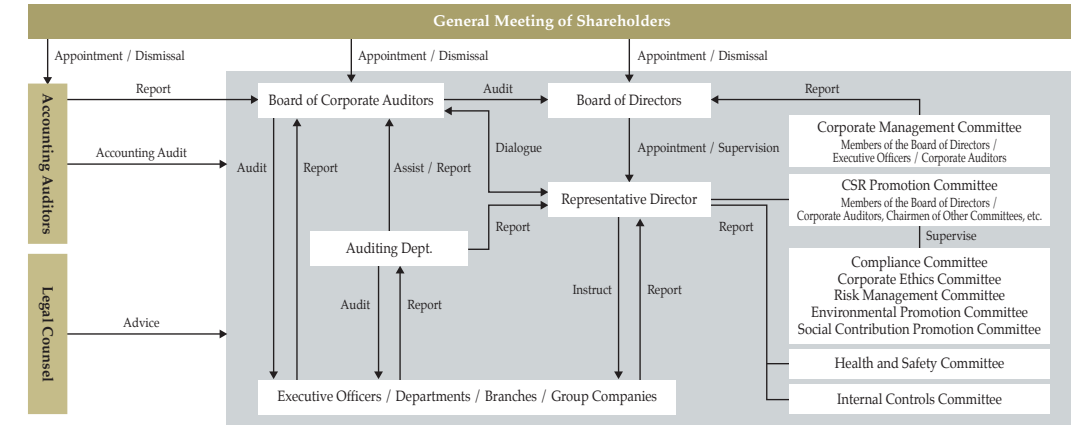 General Meeting of Shareholders
Appointment / Dismissal
Appointment / Dismissal
Appointment / Dismissal
Accounting Auditors
Report
Board of Corporate Auditors
Audit
Board of Directors
Report
Corporate Management Committee
Members of the Board of Directors /
Executive Officers / Corporate Auditors
Accounting Audit
Audit
Report
Assist / Report
Dialogue
Appointment / Supervision
CSR Promotion Committee
Members of the Board of Directors /
Corporate Auditors, Chairmen of Other Committees, etc.
Representative Director
Report
Report
Supervise
Auditing Dept.
Compliance Committee
Corporate Ethics Committee
Risk Management Committee
Environmental Promotion Committee
Social Contribution Promotion Committee
Legal Counsel
Advice
Audit
Report
Instruct
Report
Health and Safety Committee
Executive Officers / Departments / Branches / Group Companies
Internal Controls Committee